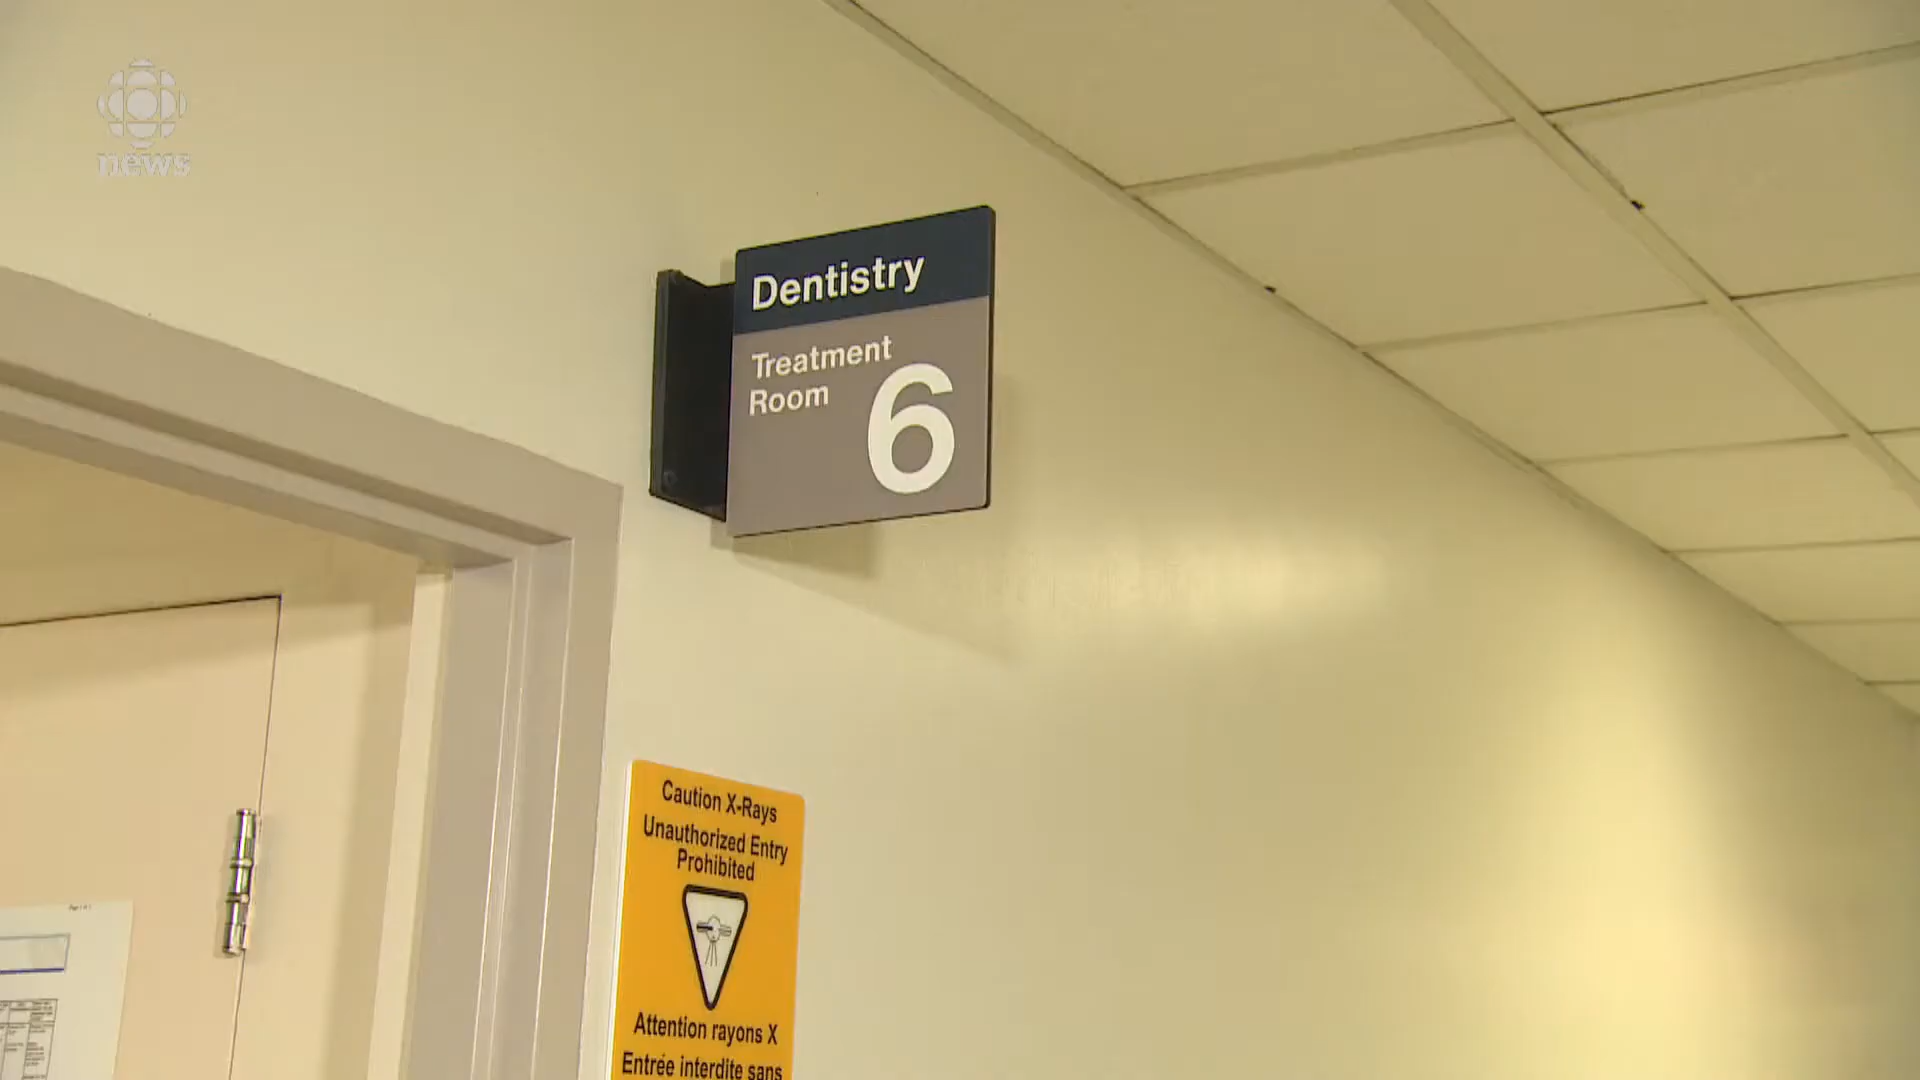 news
Dentistry
Treatment
Room
6
Caution X-Rays
Unauthorized Entry
Prohibited
Attention rayons X
Entrée interdite sans